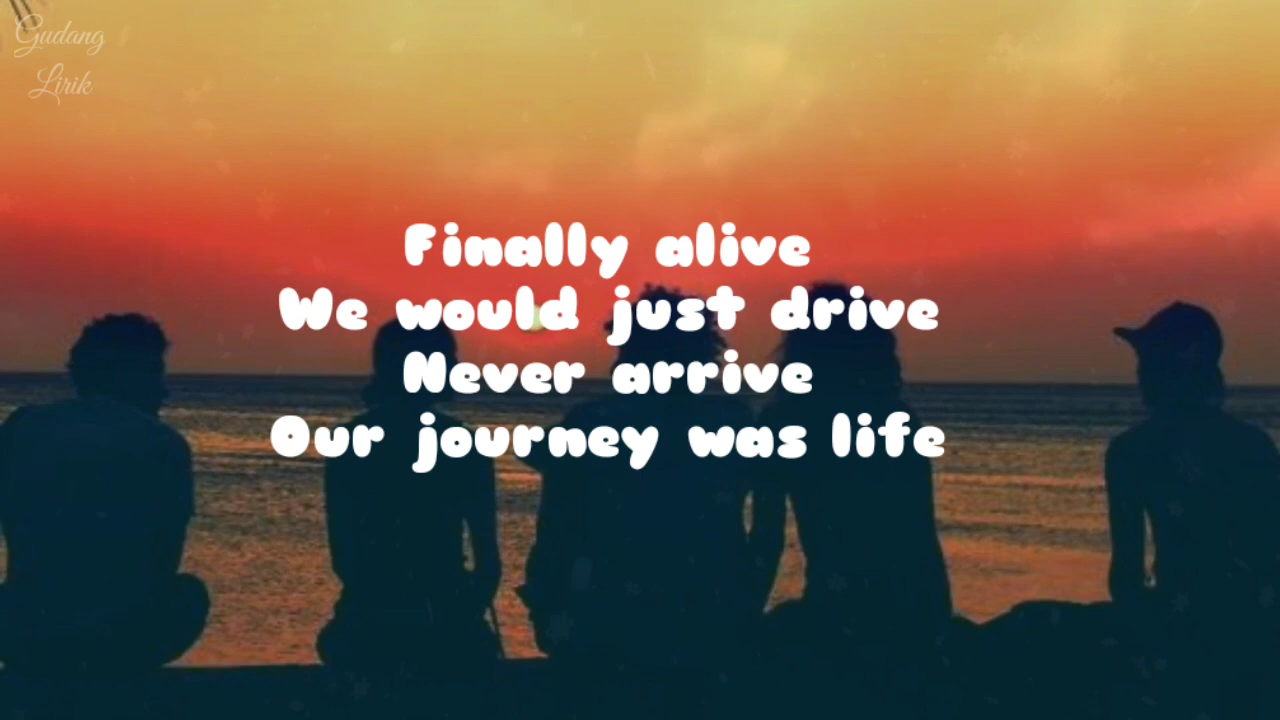 Gudang
Lirik
Finally alive
We would just drive
Never arrive
Our journey was life